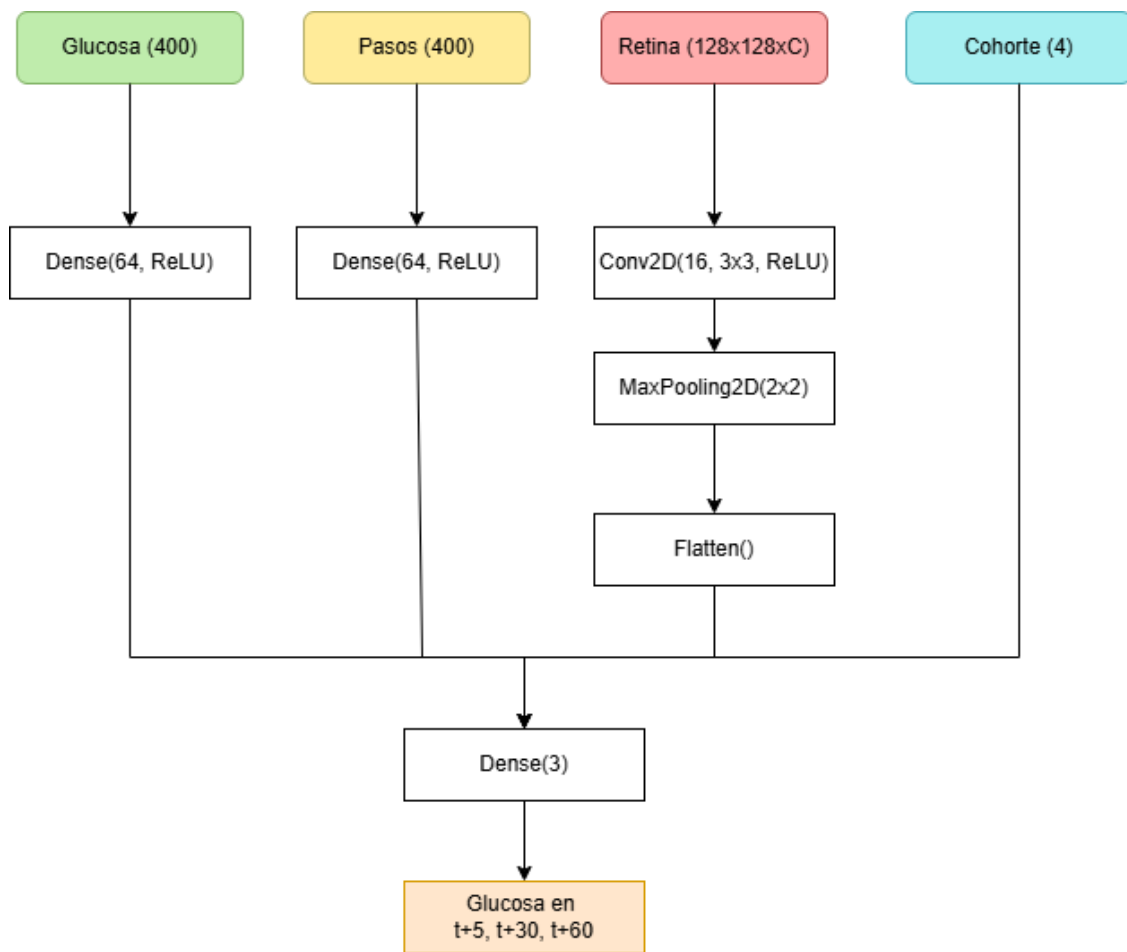 Glucosa (400)
Pasos (400)
Retina (128x128xC)
Cohorte (4)
Dense(64, ReLU)
Dense(64, ReLU)
Conv2D(16, 3x3, ReLU)
MaxPooling2D(2x2)
Flatten()
Dense(3)
Glucosa en
t+5, t+30, t+60